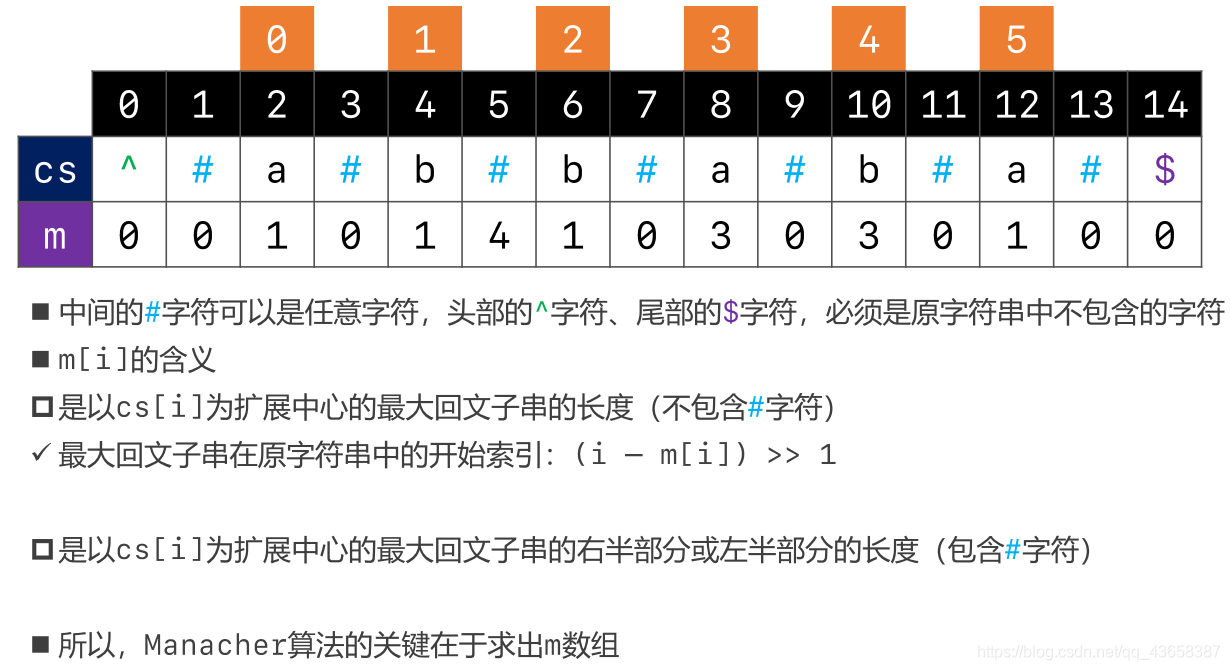 0 1 2 3 4 5
0 1 2 3 4 5 6 7 8 9 10 11 12 13 14
cs ^ # a # b # b # a # b # a # $
m 0 0 1 0 1 4 1 0 3 0 3 0 1 0 0
■ 中间的#字符可以是任意字符，头部的^字符、尾部的$字符，必须是原字符串中不包含的字符
■ m[i]的含义
□ 是以cs[i]为扩展中心的最大回文子串的长度（不包含#字符）
✓ 最大回文子串在原字符串中的开始索引：(i – m[i]) >> 1
□ 是以cs[i]为扩展中心的最大回文子串的右半部分或左半部分的长度（包含#字符）
■ 所以，Manacher算法的关键在于求出m数组
https://blog.csdn.net/qq_43658387